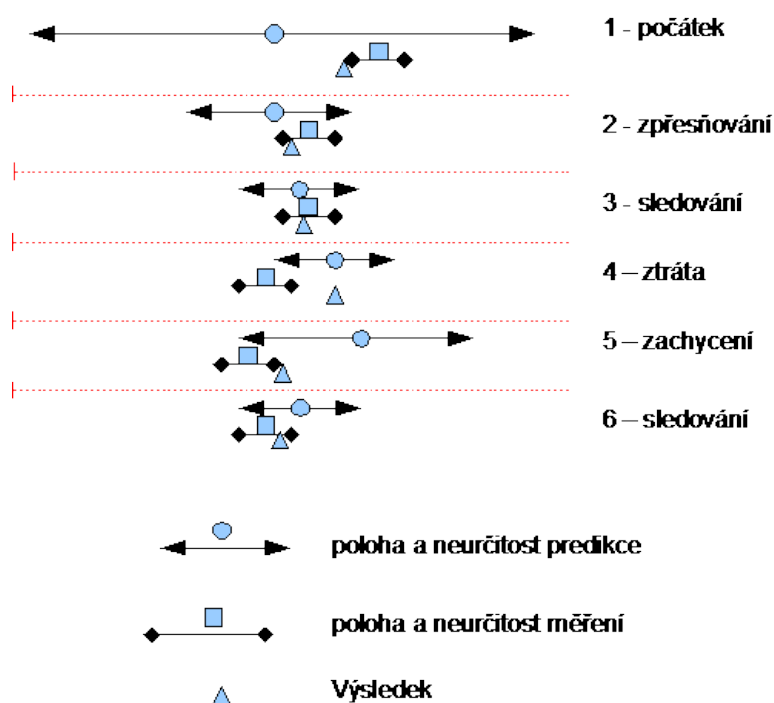 1 - počátek
2 - zpřesňování
3 - sledování
4 – ztráta
5 – zachycení
6 – sledování
poloha a neurčitost predikce
poloha a neurčitost měření
Výsledek